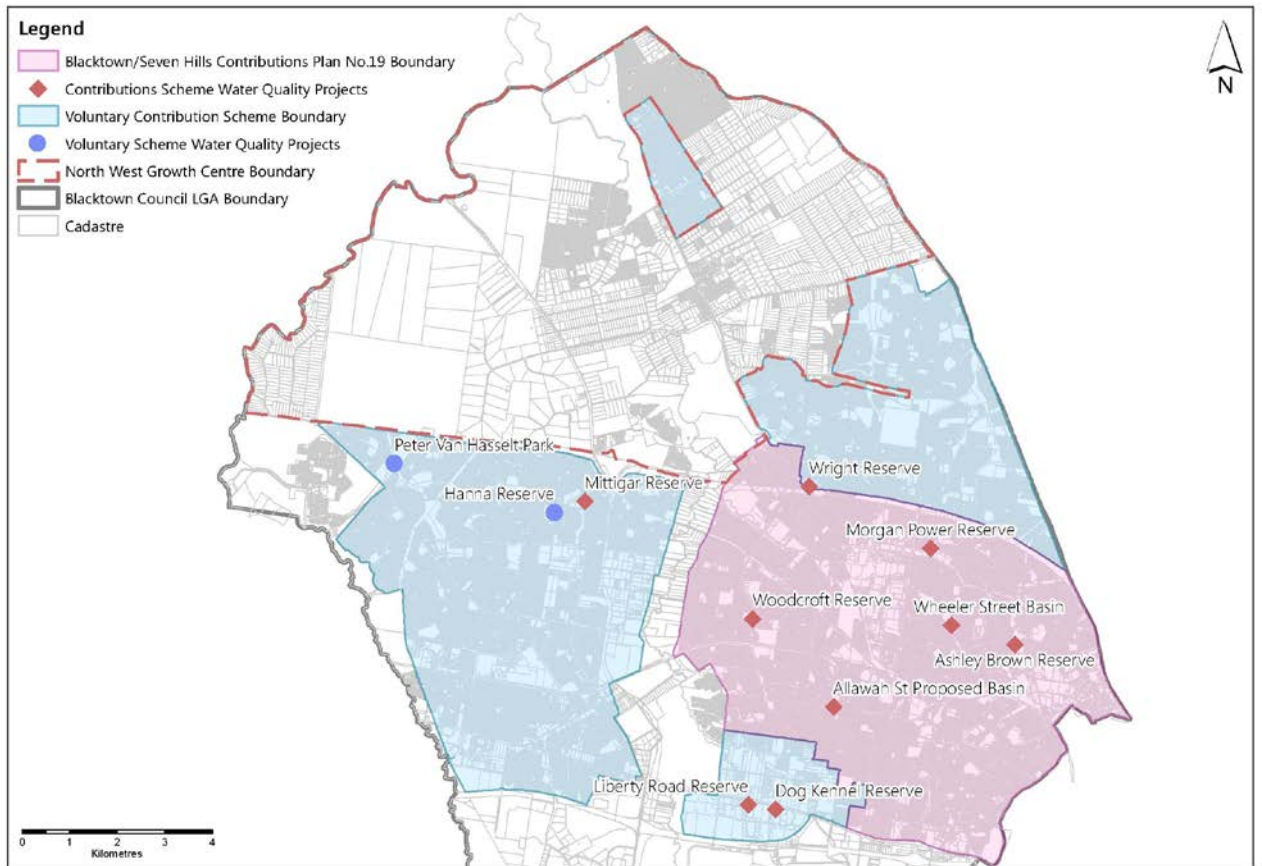 Legend
Blacktown/Seven Hills Contributions Plan No.19 Boundary
Contributions Scheme Water Quality Projects
Voluntary Contribution Scheme Boundary
Voluntary Scheme Water Quality Projects
North West Growth Centre Boundary
Blacktown Council LGA Boundary
Cadastre
N
Peter Van Hasselt Park
Wright Reserve
Mittigar Reserve
Hanna Reserve
Morgan Power Reserve
Woodcroft Reserve
Wheeler Street Basin
Ashley Brown Reserve
Allawah St Proposed Basin
Liberty Road Reserve
Dog Kennel Reserve
0 1 2 3 4
Kilometres